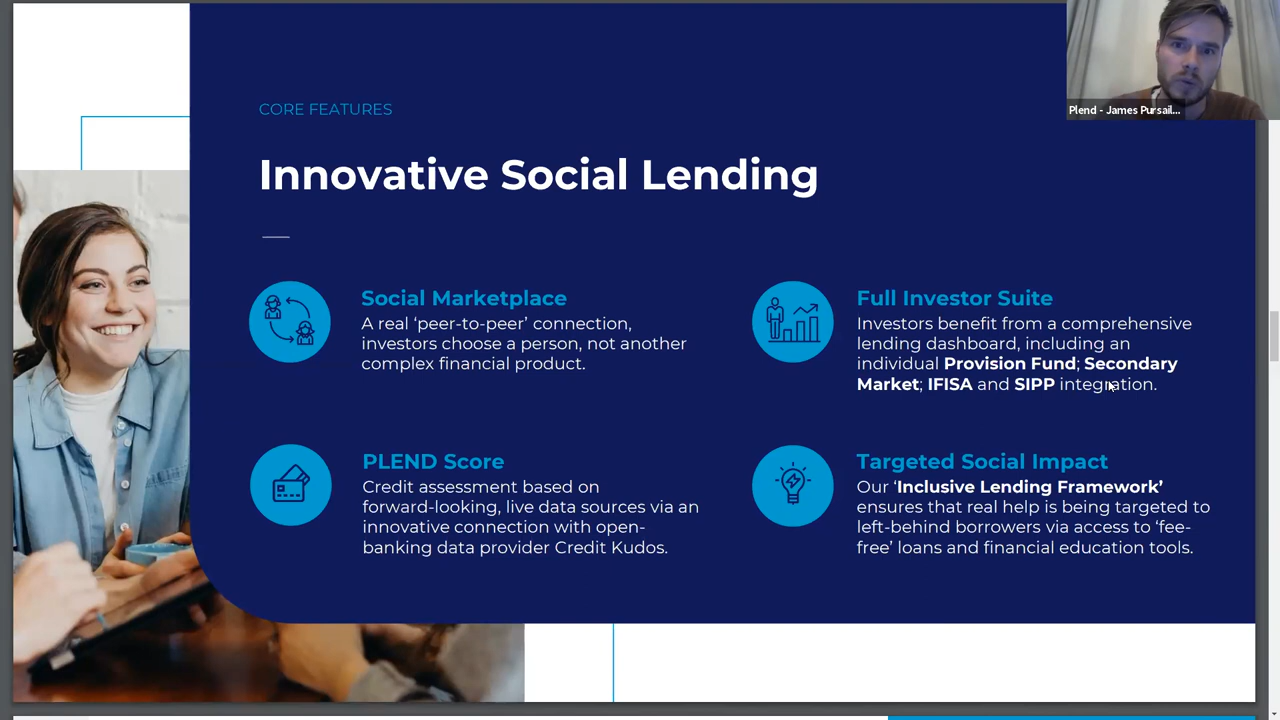 CORE FEATURES
Innovative Social Lending
Social Marketplace
A real ‘peer-to-peer’ connection,
investors choose a person, not another
complex financial product.
Full Investor Suite
Investors benefit from a comprehensive
lending dashboard, including an
individual Provision Fund; Secondary
Market; IFISA and SIPP integration.
PLEND Score
Credit assessment based on
forward-looking, live data sources via an
innovative connection with open-
banking data provider Credit Kudos.
Targeted Social Impact
Our ‘Inclusive Lending Framework’
ensures that real help is being targeted to
left-behind borrowers via access to ‘fee-
free’ loans and financial education tools.
Plend - James Pursail...